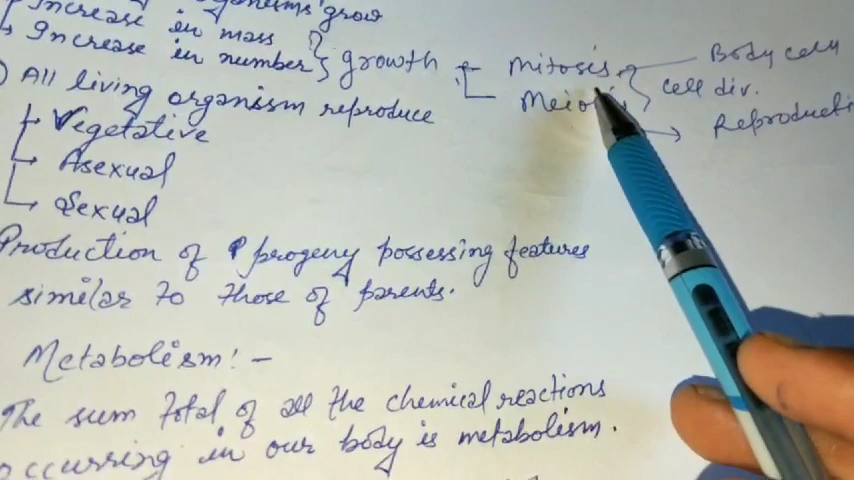 organisms grow
Increase in mass
Increase in number } growth
Mitosis Body cell
Meiosis } cell div.
Reproducti
All living organism reproduce
Vegetative
Asexual
Sexual
Production of progeny possessing features
similar to those of parents.
Metabolism! -
The sum total of all the chemical reactions
occurring in our body is metabolism.